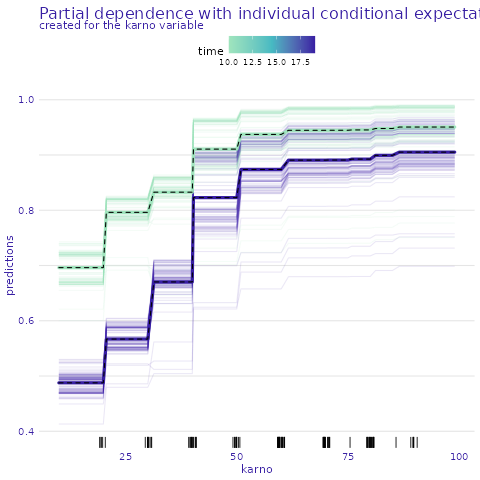 Partial dependence with individual conditional expectat
created for the karno variable
time
10.0 12.5 15.0 17.5
1.0
0.8
0.6
0.4
predictions
25 50 75 100
karno